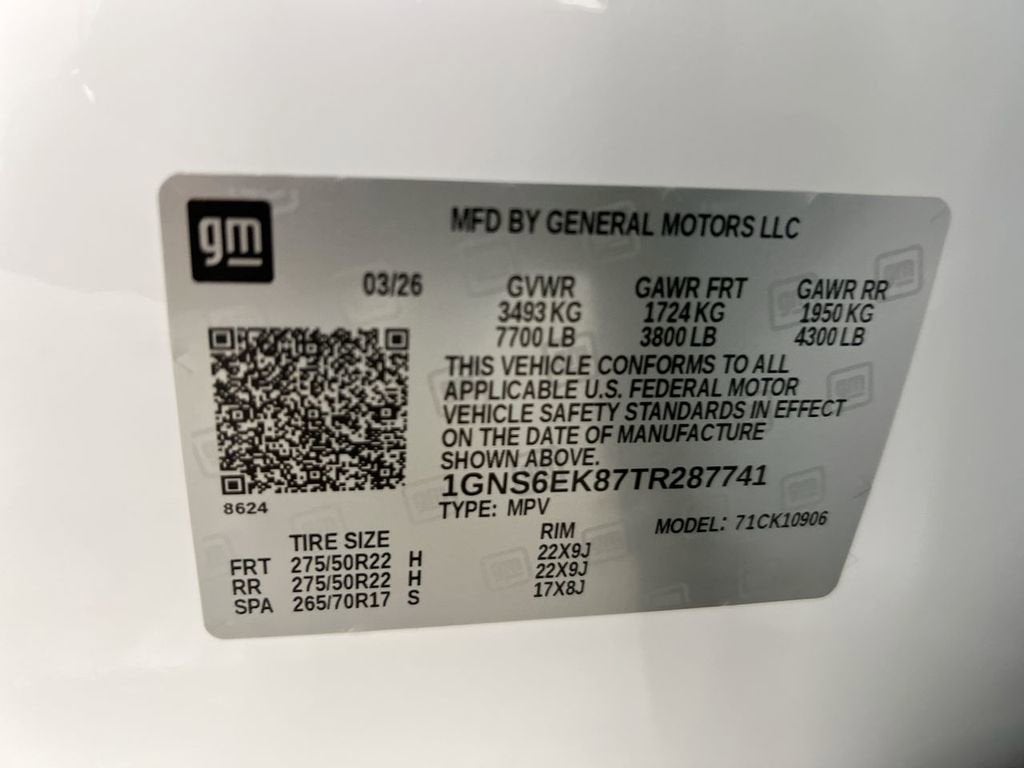 gm
MFD BY GENERAL MOTORS LLC
03/26 GVWR GAWR FRT GAWR RR
3493 KG 1724 KG 1950 KG
7700 LB 3800 LB 4300 LB
THIS VEHICLE CONFORMS TO ALL
APPLICABLE U.S. FEDERAL MOTOR
VEHICLE SAFETY STANDARDS IN EFFECT
ON THE DATE OF MANUFACTURE
SHOWN ABOVE.
1GNS6EK87TR287741
8624
TYPE: MPV MODEL: 71CK10906
TIRE SIZE RIM
FRT 275/50R22 H 22X9J
RR 275/50R22 H 22X9J
SPA 265/70R17 S 17X8J